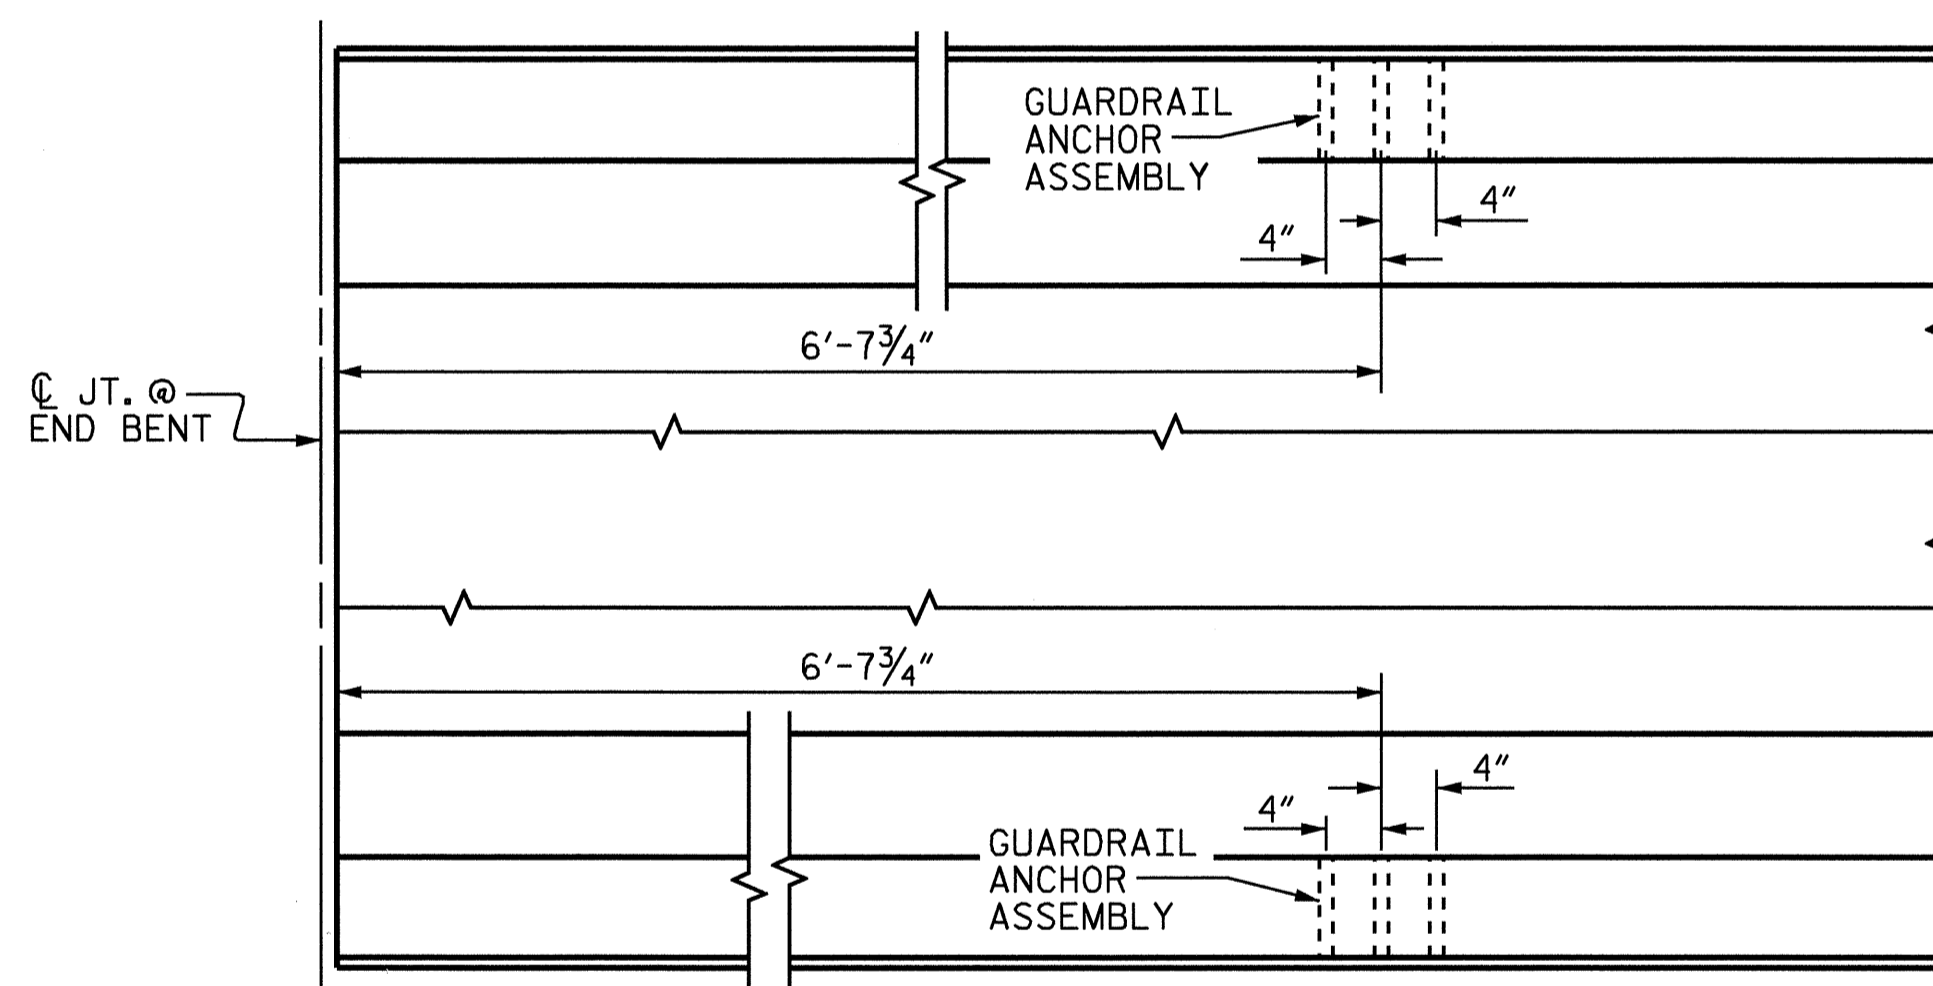 GUARDRAIL
ANCHOR
ASSEMBLY
4"
4"
6'-7¾"
℄ JT. @
END BENT
6'-7¾"
4"
4"
GUARDRAIL
ANCHOR
ASSEMBLY